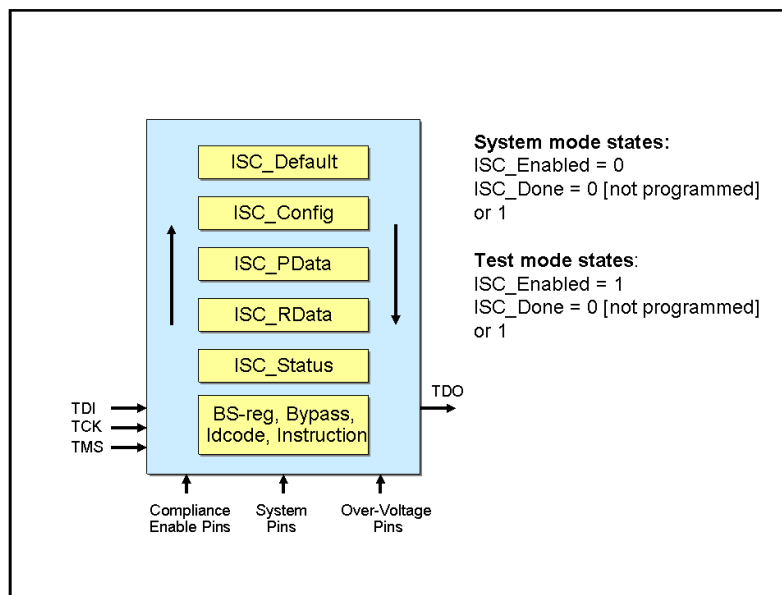 ISC_Default
ISC_Config
ISC_PData
ISC_RData
ISC_Status
BS-reg, Bypass,
Idcode, Instruction
TDI
TCK
TMS
TDO
Compliance
Enable Pins
System
Pins
Over-Voltage
Pins
System mode states:
ISC_Enabled = 0
ISC_Done = 0 [not programmed]
or 1
Test mode states:
ISC_Enabled = 1
ISC_Done = 0 [not programmed]
or 1